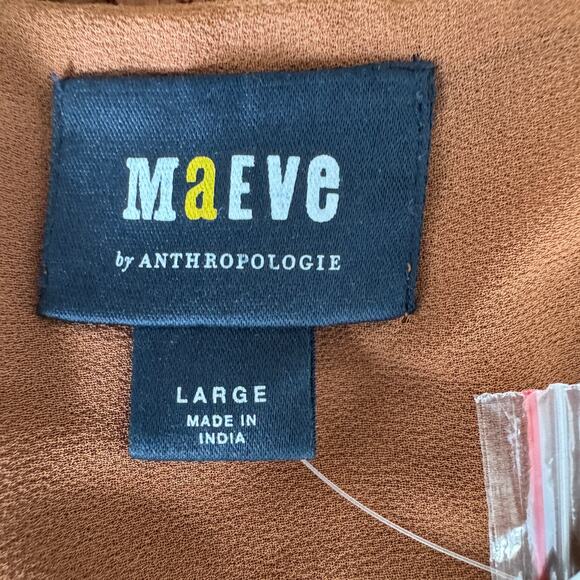 MaEVe
by ANTHROPOLOGIE
LARGE
MADE IN
INDIA